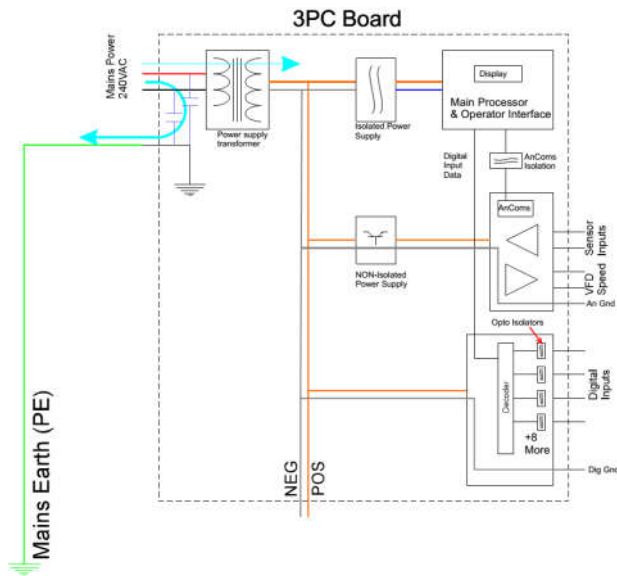 3PC Board
Mains Power
240VAC
Power supply
transformer
Isolated Power
Supply
Display
Main Processor
& Operator Interface
Digital
Input
Data
AnComs
Isolation
AnComs
Sensor
Inputs
VFD
Speed
An Gnd
NON-Isolated
Power Supply
Opto Isolators
Decoder
+8
More
Digital
Inputs
Dig Gnd
NEG
POS
Mains Earth (PE)